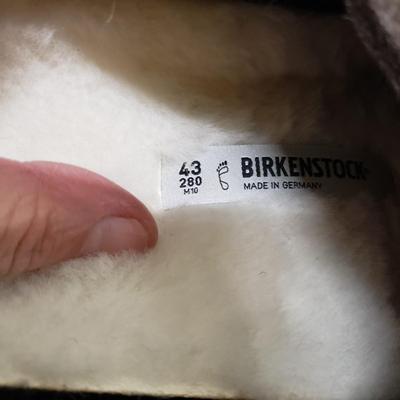 43
280
M10
BIRKENSTOCK
MADE IN GERMANY